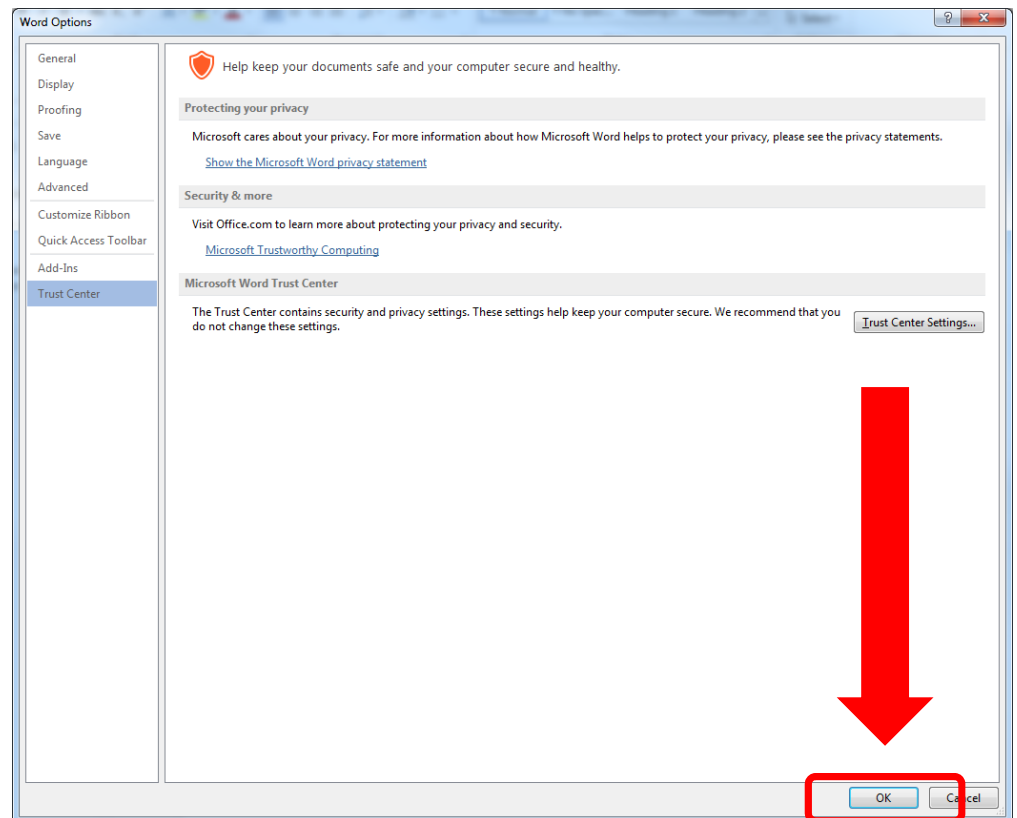 Word Options
General
Display
Proofing
Save
Language
Advanced
Customize Ribbon
Quick Access Toolbar
Add-Ins
Trust Center
Help keep your documents safe and your computer secure and healthy.
Protecting your privacy
Microsoft cares about your privacy. For more information about how Microsoft Word helps to protect your privacy, please see the privacy statements.
Show the Microsoft Word privacy statement
Security & more
Visit Office.com to learn more about protecting your privacy and security.
Microsoft Trustworthy Computing
Microsoft Word Trust Center
The Trust Center contains security and privacy settings. These settings help keep your computer secure. We recommend that you
do not change these settings.
Trust Center Settings...
OK
Cancel